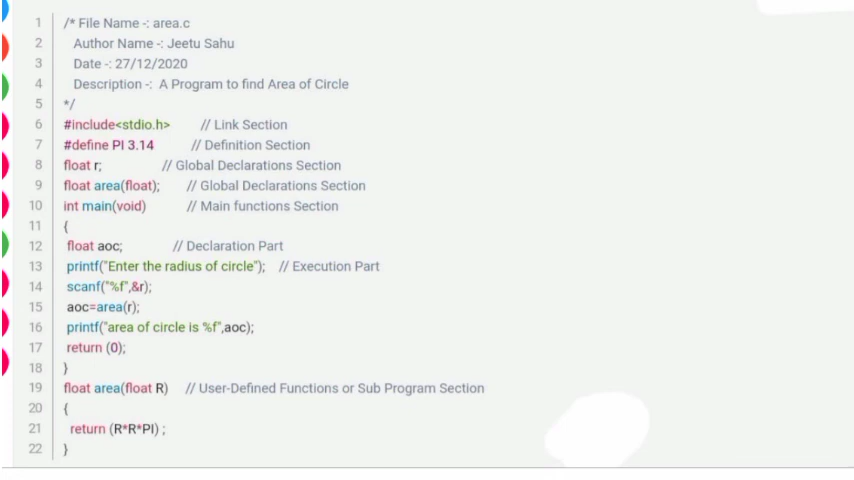 1 /* File Name -: area.c
2 Author Name -: Jeetu Sahu
3 Date -: 27/12/2020
4 Description -: A Program to find Area of Circle
5 */
6 #include<stdio.h> // Link Section
7 #define PI 3.14 // Definition Section
8 float r; // Global Declarations Section
9 float area(float); // Global Declarations Section
10 int main(void) // Main functions Section
11 {
12 float aoc; // Declaration Part
13 printf("Enter the radius of circle"); // Execution Part
14 scanf("%f",&r);
15 aoc=area(r);
16 printf("area of circle is %f",aoc);
17 return (0);
18 }
19 float area(float R) // User-Defined Functions or Sub Program Section
20 {
21 return (R*R*PI) ;
22 }